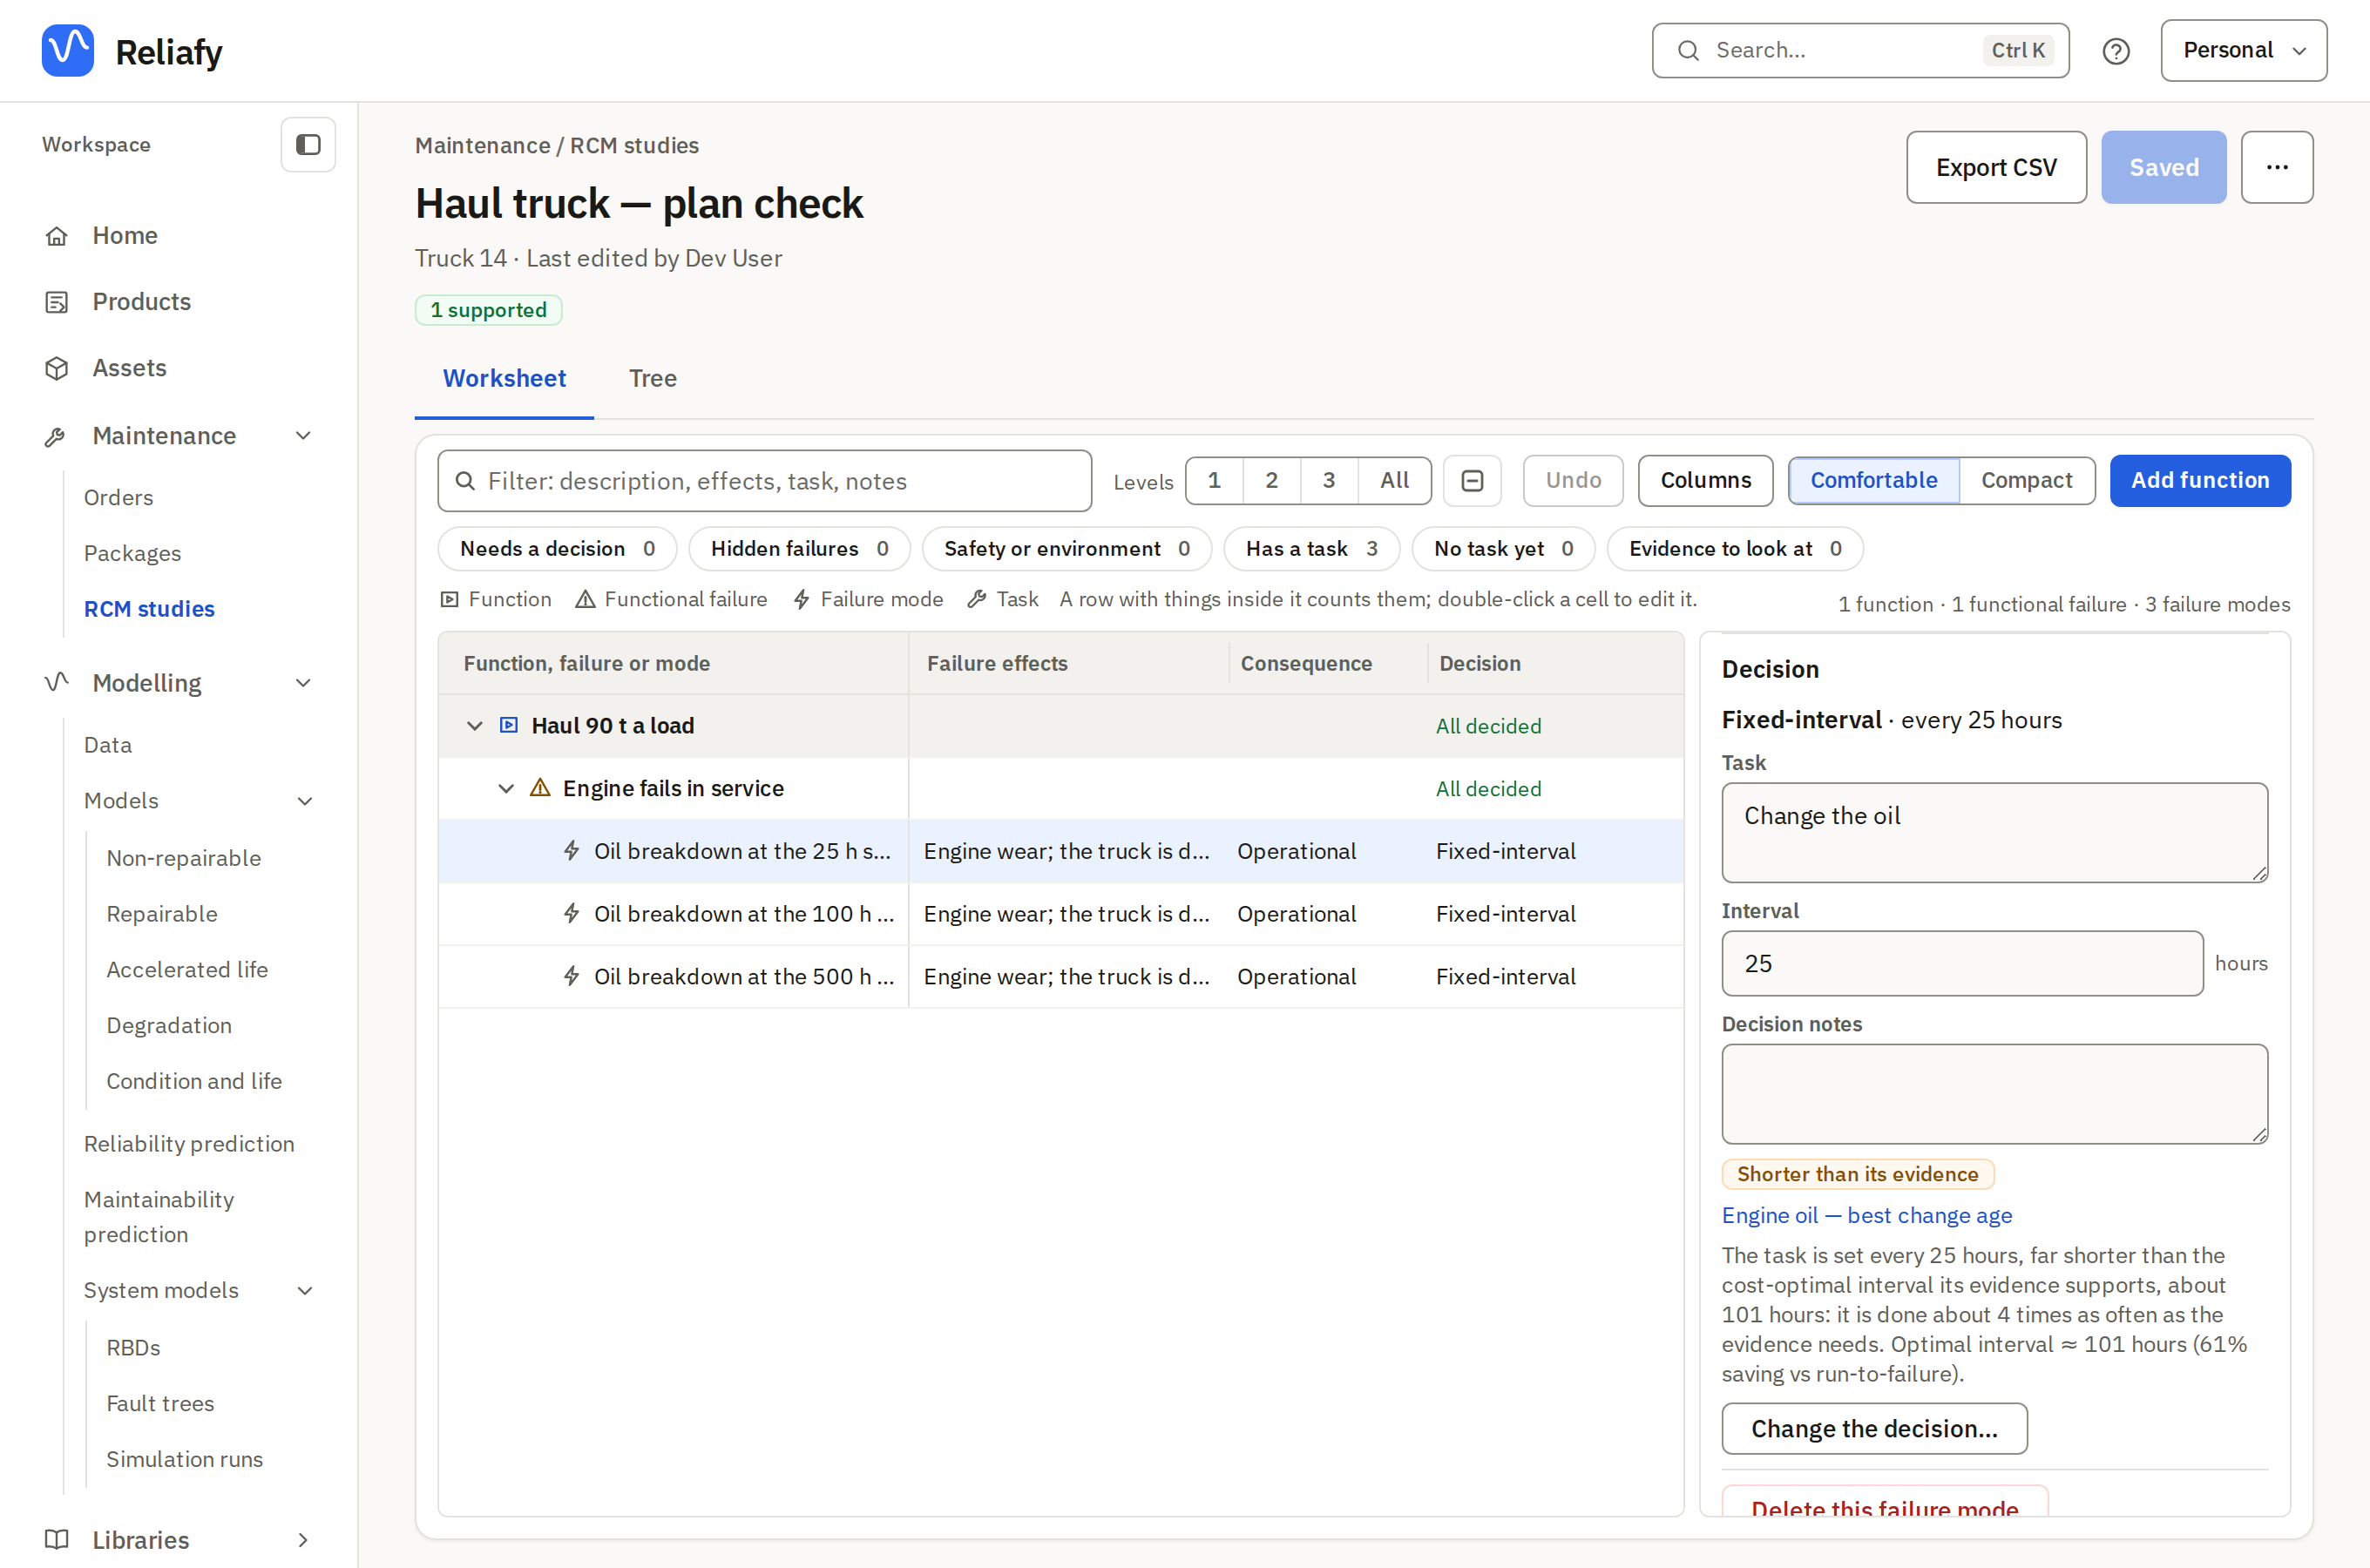 Reliafy
Search...
Ctrl K
Personal
Workspace
Home
Products
Assets
Maintenance
Orders
Packages
RCM studies
Modelling
Data
Models
Non-repairable
Repairable
Accelerated life
Degradation
Condition and life
Reliability prediction
Maintainability
prediction
System models
RBDs
Fault trees
Simulation runs
Libraries
Maintenance / RCM studies
Haul truck — plan check
Truck 14 · Last edited by Dev User
1 supported
Export CSV
Saved
...
Worksheet
Tree
Filter: description, effects, task, notes
Levels
1
2
3
All
Undo
Columns
Comfortable
Compact
Add function
Needs a decision 0
Hidden failures 0
Safety or environment 0
Has a task 3
No task yet 0
Evidence to look at 0
Function
Functional failure
Failure mode
Task
A row with things inside it counts them; double-click a cell to edit it.
1 function · 1 functional failure · 3 failure modes
Function, failure or mode
Failure effects
Consequence
Decision
Haul 90 t a load
All decided
Engine fails in service
All decided
Oil breakdown at the 25 h s...
Engine wear; the truck is d...
Operational
Fixed-interval
Oil breakdown at the 100 h ...
Engine wear; the truck is d...
Operational
Fixed-interval
Oil breakdown at the 500 h ...
Engine wear; the truck is d...
Operational
Fixed-interval
Decision
Fixed-interval · every 25 hours
Task
Change the oil
Interval
25
hours
Decision notes
Shorter than its evidence
Engine oil — best change age
The task is set every 25 hours, far shorter than the
cost-optimal interval its evidence supports, about
101 hours: it is done about 4 times as often as the
evidence needs. Optimal interval ≈ 101 hours (61%
saving vs run-to-failure).
Change the decision...
Delete this failure mode